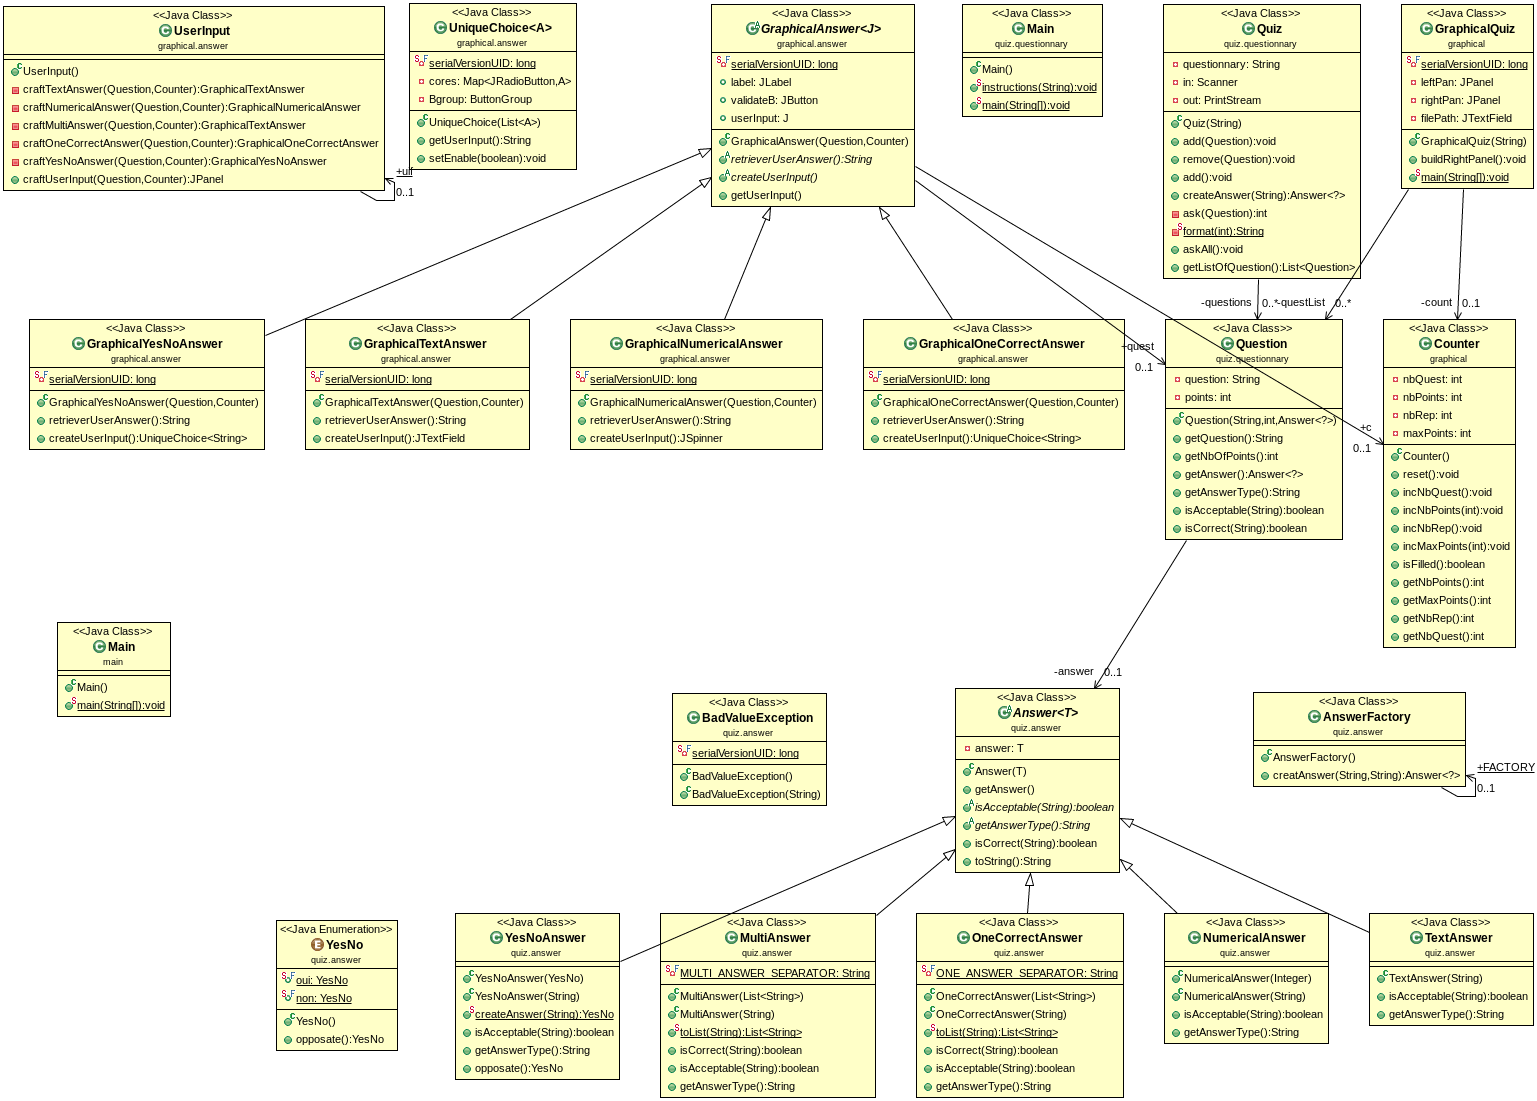 <<Java Class>>
UserInput
graphical.answer
UserInput()
craftTextAnswer(Question,Counter):GraphicalTextAnswer
craftNumericalAnswer(Question,Counter):GraphicalNumericalAnswer
craftMultiAnswer(Question,Counter):GraphicalTextAnswer
craftOneCorrectAnswer(Question,Counter):GraphicalOneCorrectAnswer
craftYesNoAnswer(Question,Counter):GraphicalYesNoAnswer
craftUserInput(Question,Counter):JPanel
+uif
0..1
<<Java Class>>
UniqueChoice<A>
graphical.answer
serialVersionUID: long
cores: Map<JRadioButton,A>
Bgroup: ButtonGroup
UniqueChoice(List<A>)
getUserInput():String
setEnable(boolean):void
<<Java Class>>
GraphicalAnswer<J>
graphical.answer
serialVersionUID: long
label: JLabel
validateB: JButton
userInput: J
GraphicalAnswer(Question,Counter)
retrieverUserAnswer():String
createUserInput()
getUserInput()
<<Java Class>>
Main
quiz.questionnary
Main()
instructions(String):void
main(String[]):void
<<Java Class>>
Quiz
quiz.questionnary
questionnary: String
in: Scanner
out: PrintStream
Quiz(String)
add(Question):void
remove(Question):void
add():void
createAnswer(String):Answer<?>
ask(Question):int
format(int):String
askAll():void
getListOfQuestion():List<Question>
<<Java Class>>
GraphicalQuiz
graphical
serialVersionUID: long
leftPan: JPanel
rightPan: JPanel
filePath: JTextField
GraphicalQuiz(String)
buildRightPanel():void
main(String[]):void
-questions
0..*
-questList
0..*
-count
0..1
<<Java Class>>
GraphicalYesNoAnswer
graphical.answer
serialVersionUID: long
GraphicalYesNoAnswer(Question,Counter)
retrieverUserAnswer():String
createUserInput():UniqueChoice<String>
<<Java Class>>
GraphicalTextAnswer
graphical.answer
serialVersionUID: long
GraphicalTextAnswer(Question,Counter)
retrieverUserAnswer():String
createUserInput():JTextField
<<Java Class>>
GraphicalNumericalAnswer
graphical.answer
serialVersionUID: long
GraphicalNumericalAnswer(Question,Counter)
retrieverUserAnswer():String
createUserInput():JSpinner
<<Java Class>>
GraphicalOneCorrectAnswer
graphical.answer
serialVersionUID: long
GraphicalOneCorrectAnswer(Question,Counter)
retrieverUserAnswer():String
createUserInput():UniqueChoice<String>
+quest
0..1
<<Java Class>>
Question
quiz.questionnary
question: String
points: int
Question(String,int,Answer<?>)
getQuestion():String
getNbOfPoints():int
getAnswer():Answer<?>
getAnswerType():String
isAcceptable(String):boolean
isCorrect(String):boolean
+c
0..1
<<Java Class>>
Counter
graphical
nbQuest: int
nbPoints: int
nbRep: int
maxPoints: int
Counter()
reset():void
incNbQuest():void
incNbPoints(int):void
incNbRep():void
incMaxPoints(int):void
isFilled():boolean
getNbPoints():int
getMaxPoints():int
getNbRep():int
getNbQuest():int
<<Java Class>>
Main
main
Main()
main(String[]):void
-answer
0..1
<<Java Class>>
BadValueException
quiz.answer
serialVersionUID: long
BadValueException()
BadValueException(String)
<<Java Class>>
Answer<T>
quiz.answer
answer: T
Answer(T)
getAnswer()
isAcceptable(String):boolean
getAnswerType():String
isCorrect(String):boolean
toString():String
<<Java Class>>
AnswerFactory
quiz.answer
AnswerFactory()
creatAnswer(String,String):Answer<?>
+FACTORY
0..1
<<Java Enumeration>>
YesNo
quiz.answer
oui: YesNo
non: YesNo
YesNo()
opposate():YesNo
<<Java Class>>
YesNoAnswer
quiz.answer
YesNoAnswer(YesNo)
YesNoAnswer(String)
createAnswer(String):YesNo
isAcceptable(String):boolean
getAnswerType():String
opposate():YesNo
<<Java Class>>
MultiAnswer
quiz.answer
MULTI_ANSWER_SEPARATOR: String
MultiAnswer(List<String>)
MultiAnswer(String)
toList(String):List<String>
isCorrect(String):boolean
isAcceptable(String):boolean
getAnswerType():String
<<Java Class>>
OneCorrectAnswer
quiz.answer
ONE_ANSWER_SEPARATOR: String
OneCorrectAnswer(List<String>)
OneCorrectAnswer(String)
toList(String):List<String>
isCorrect(String):boolean
isAcceptable(String):boolean
getAnswerType():String
<<Java Class>>
NumericalAnswer
quiz.answer
NumericalAnswer(Integer)
NumericalAnswer(String)
isAcceptable(String):boolean
getAnswerType():String
<<Java Class>>
TextAnswer
quiz.answer
TextAnswer(String)
isAcceptable(String):boolean
getAnswerType():String